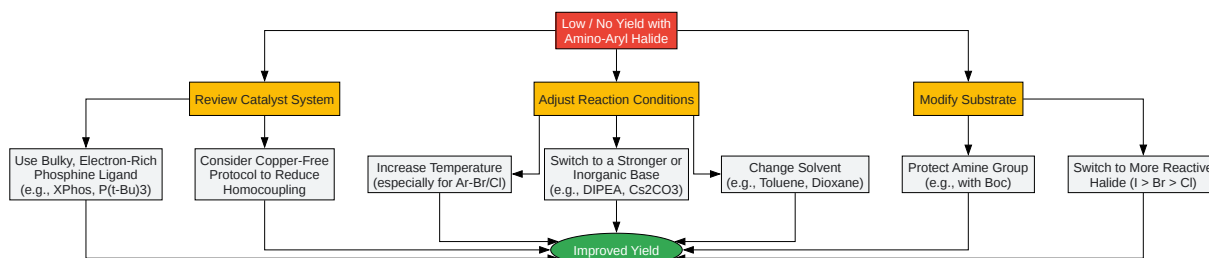 Low / No Yield with
Amino-Aryl Halide
Review Catalyst System
Adjust Reaction Conditions
Modify Substrate
Use Bulky, Electron-Rich
Phosphine Ligand
(e.g., XPhos, P(t-Bu)3)
Consider Copper-Free
Protocol to Reduce
Homocoupling
Increase Temperature
(especially for Ar-Br/Cl)
Switch to a Stronger or
Inorganic Base
(e.g., DIPEA, Cs2CO3)
Change Solvent
(e.g., Toluene, Dioxane)
Protect Amine Group
(e.g., with Boc)
Switch to More Reactive
Halide (I > Br > Cl)
Improved Yield